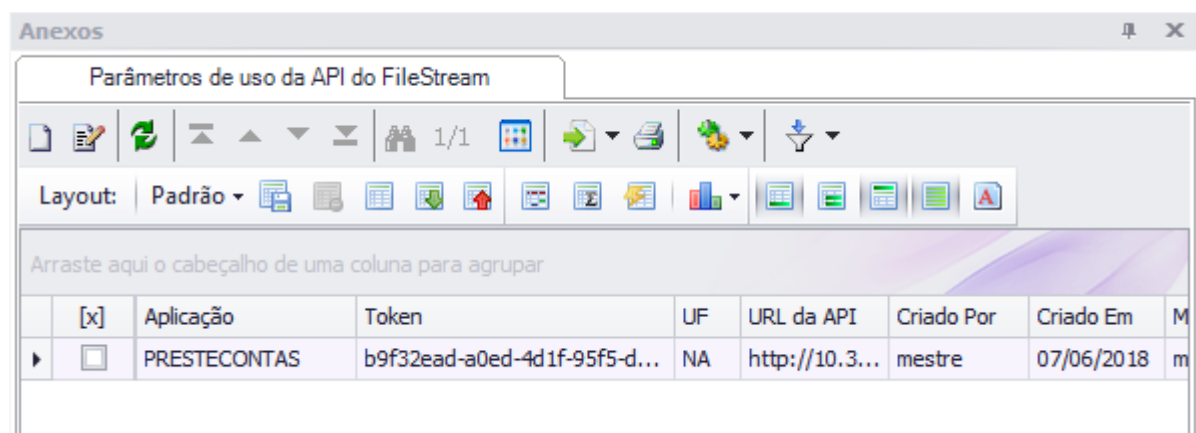 Anexos
Parâmetros de uso da API do FileStream
1/1
Layout: Padrão
Arraste aqui o cabeçalho de uma coluna para agrupar
[x] Aplicação Token UF URL da API Criado Por Criado Em M
PRESTECONTAS b9f32ead-a0ed-4d1f-95f5-d... NA http://10.3... mestre 07/06/2018 m